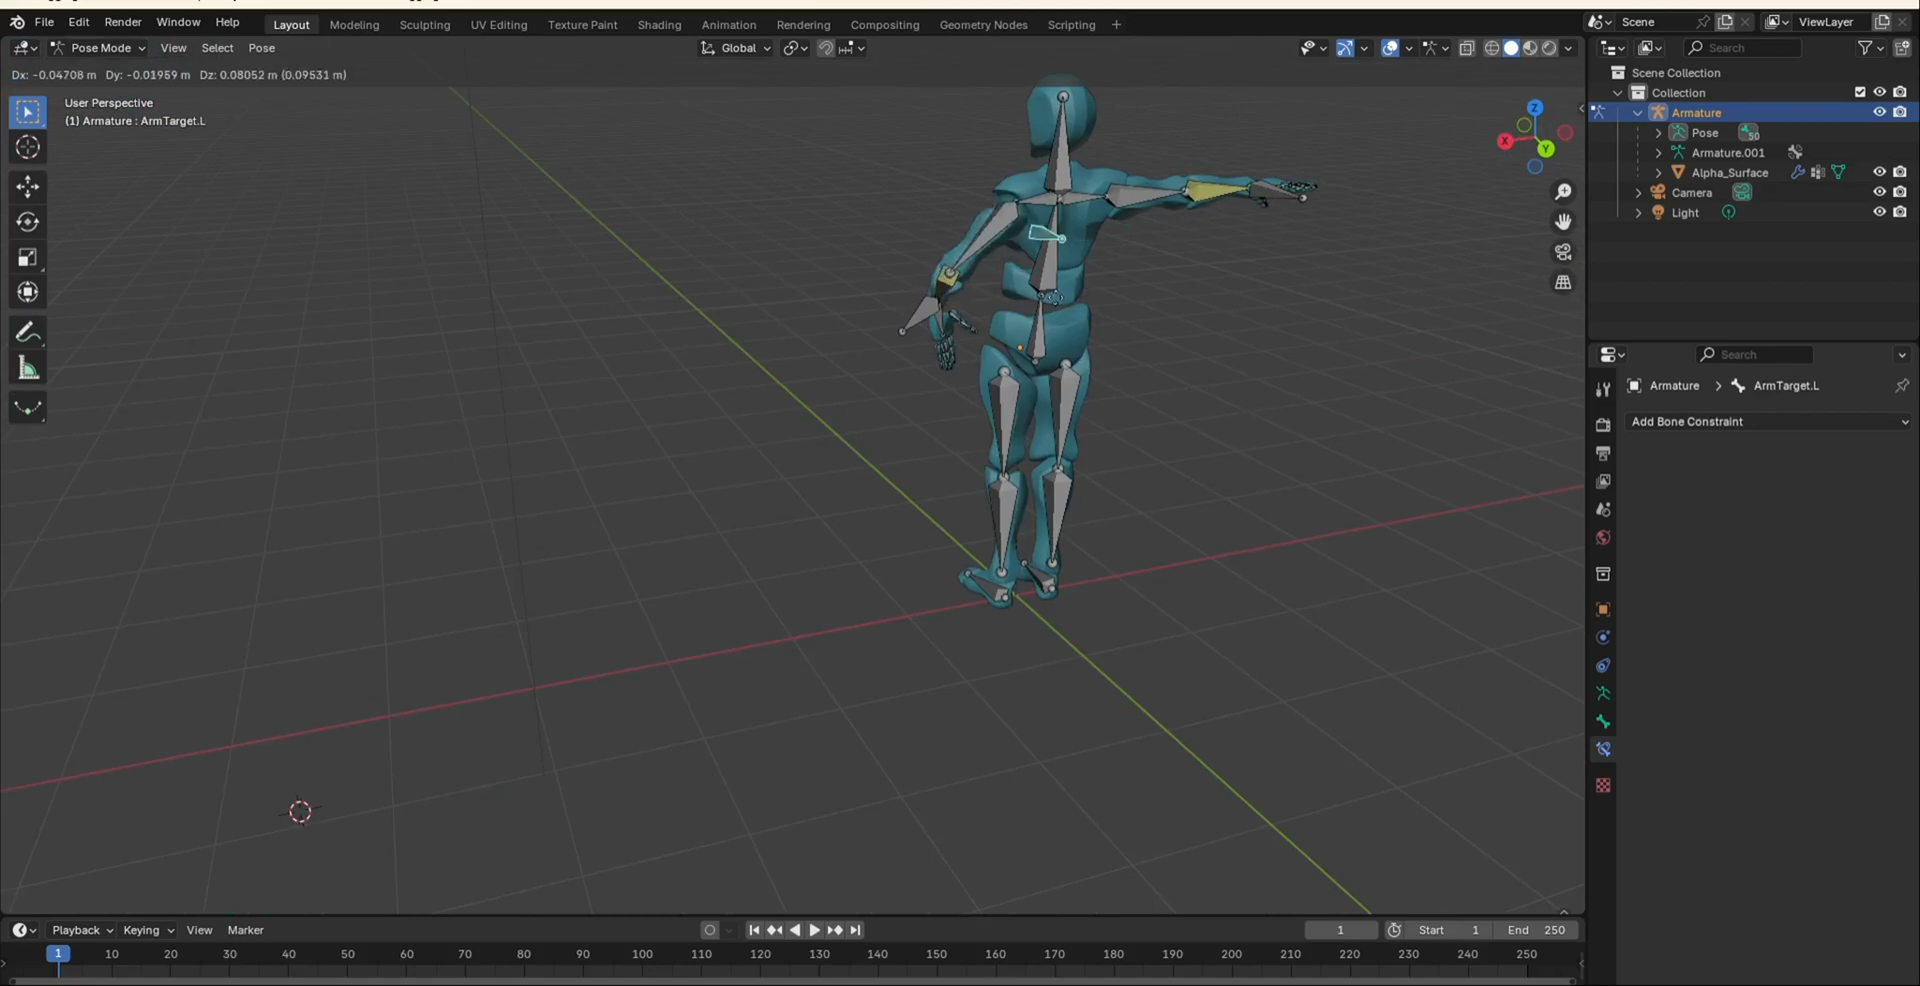 File Edit Render Window Help Layout Modeling Sculpting UV Editing Texture Paint Shading Animation Rendering Compositing Geometry Nodes Scripting + Scene ViewLayer
Pose Mode View Select Pose Global Search
Dx: -0.04708 m Dy: -0.01959 m Dz: 0.08052 m (0.09531 m)
Scene Collection
Collection
User Perspective
(1) Armature : ArmTarget.L
Armature
Pose 50
Armature.001
Alpha_Surface
Camera
Light
Z
X
Y
Search
Armature > ArmTarget.L
Add Bone Constraint
Playback Keying View Marker 1 Start 1 End 250
1 10 20 30 40 50 60 70 80 90 100 110 120 130 140 150 160 170 180 190 200 210 220 230 240 250